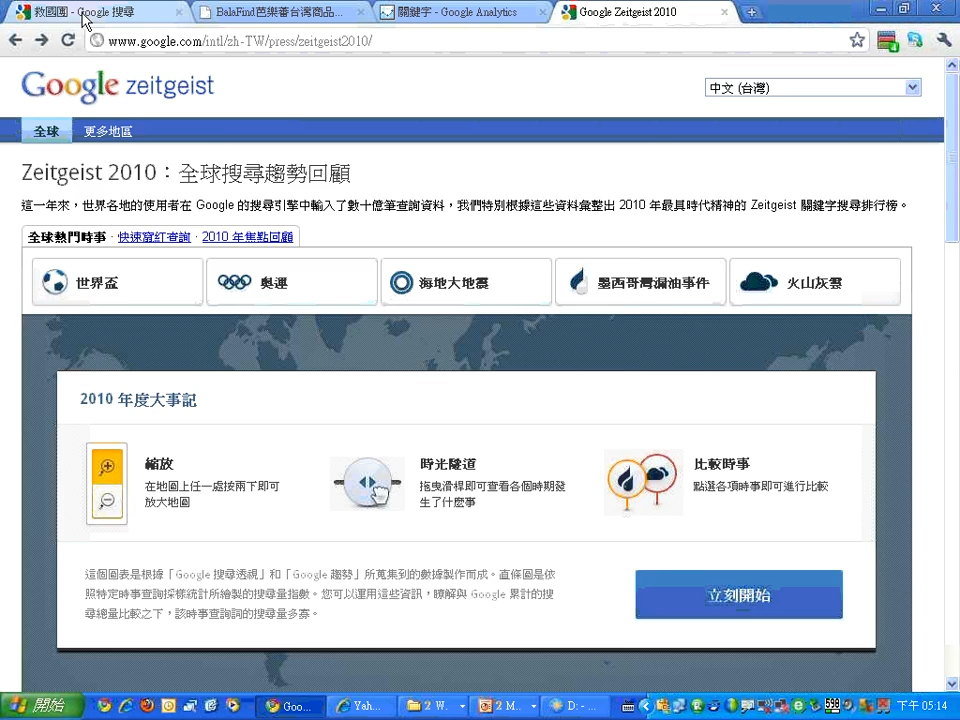 救國團 - Google 搜尋
BalaFind芭樂番台灣商品...
關鍵字 - Google Analytics
Google Zeitgeist 2010
www.google.com/intl/zh-TW/press/zeitgeist2010/
Google zeitgeist
中文 (台灣)
全球 更多地區
Zeitgeist 2010：全球搜尋趨勢回顧
這一年來，世界各地的使用者在 Google 的搜尋引擎中輸入了數十億筆查詢資料，我們特別根據這些資料彙整出 2010 年最具時代精神的 Zeitgeist 關鍵字搜尋排行榜。
全球熱門時事 · 快速竄紅查詢 · 2010 年焦點回顧
世界盃
奧運
海地大地震
墨西哥灣漏油事件
火山灰雲
2010 年度大事記
縮放
在地圖上任一處按兩下即可
放大地圖
時光隧道
拖曳滑桿即可查看各個時期發
生了什麼事
比較時事
點選各項時事即可進行比較
這個圖表是根據「Google 搜尋透視」和「Google 趨勢」所蒐集到的數據製作而成。直條圖是依
照特定時事查詢採樣統計所繪製的搜尋量指數。您可以運用這些資訊，瞭解與 Google 累計的搜
尋總量比較之下，該時事查詢詞的搜尋量多寡。
立刻開始
開始
Goo...
Yah...
2 W.
2 M..
D:- ...
下午 05:14